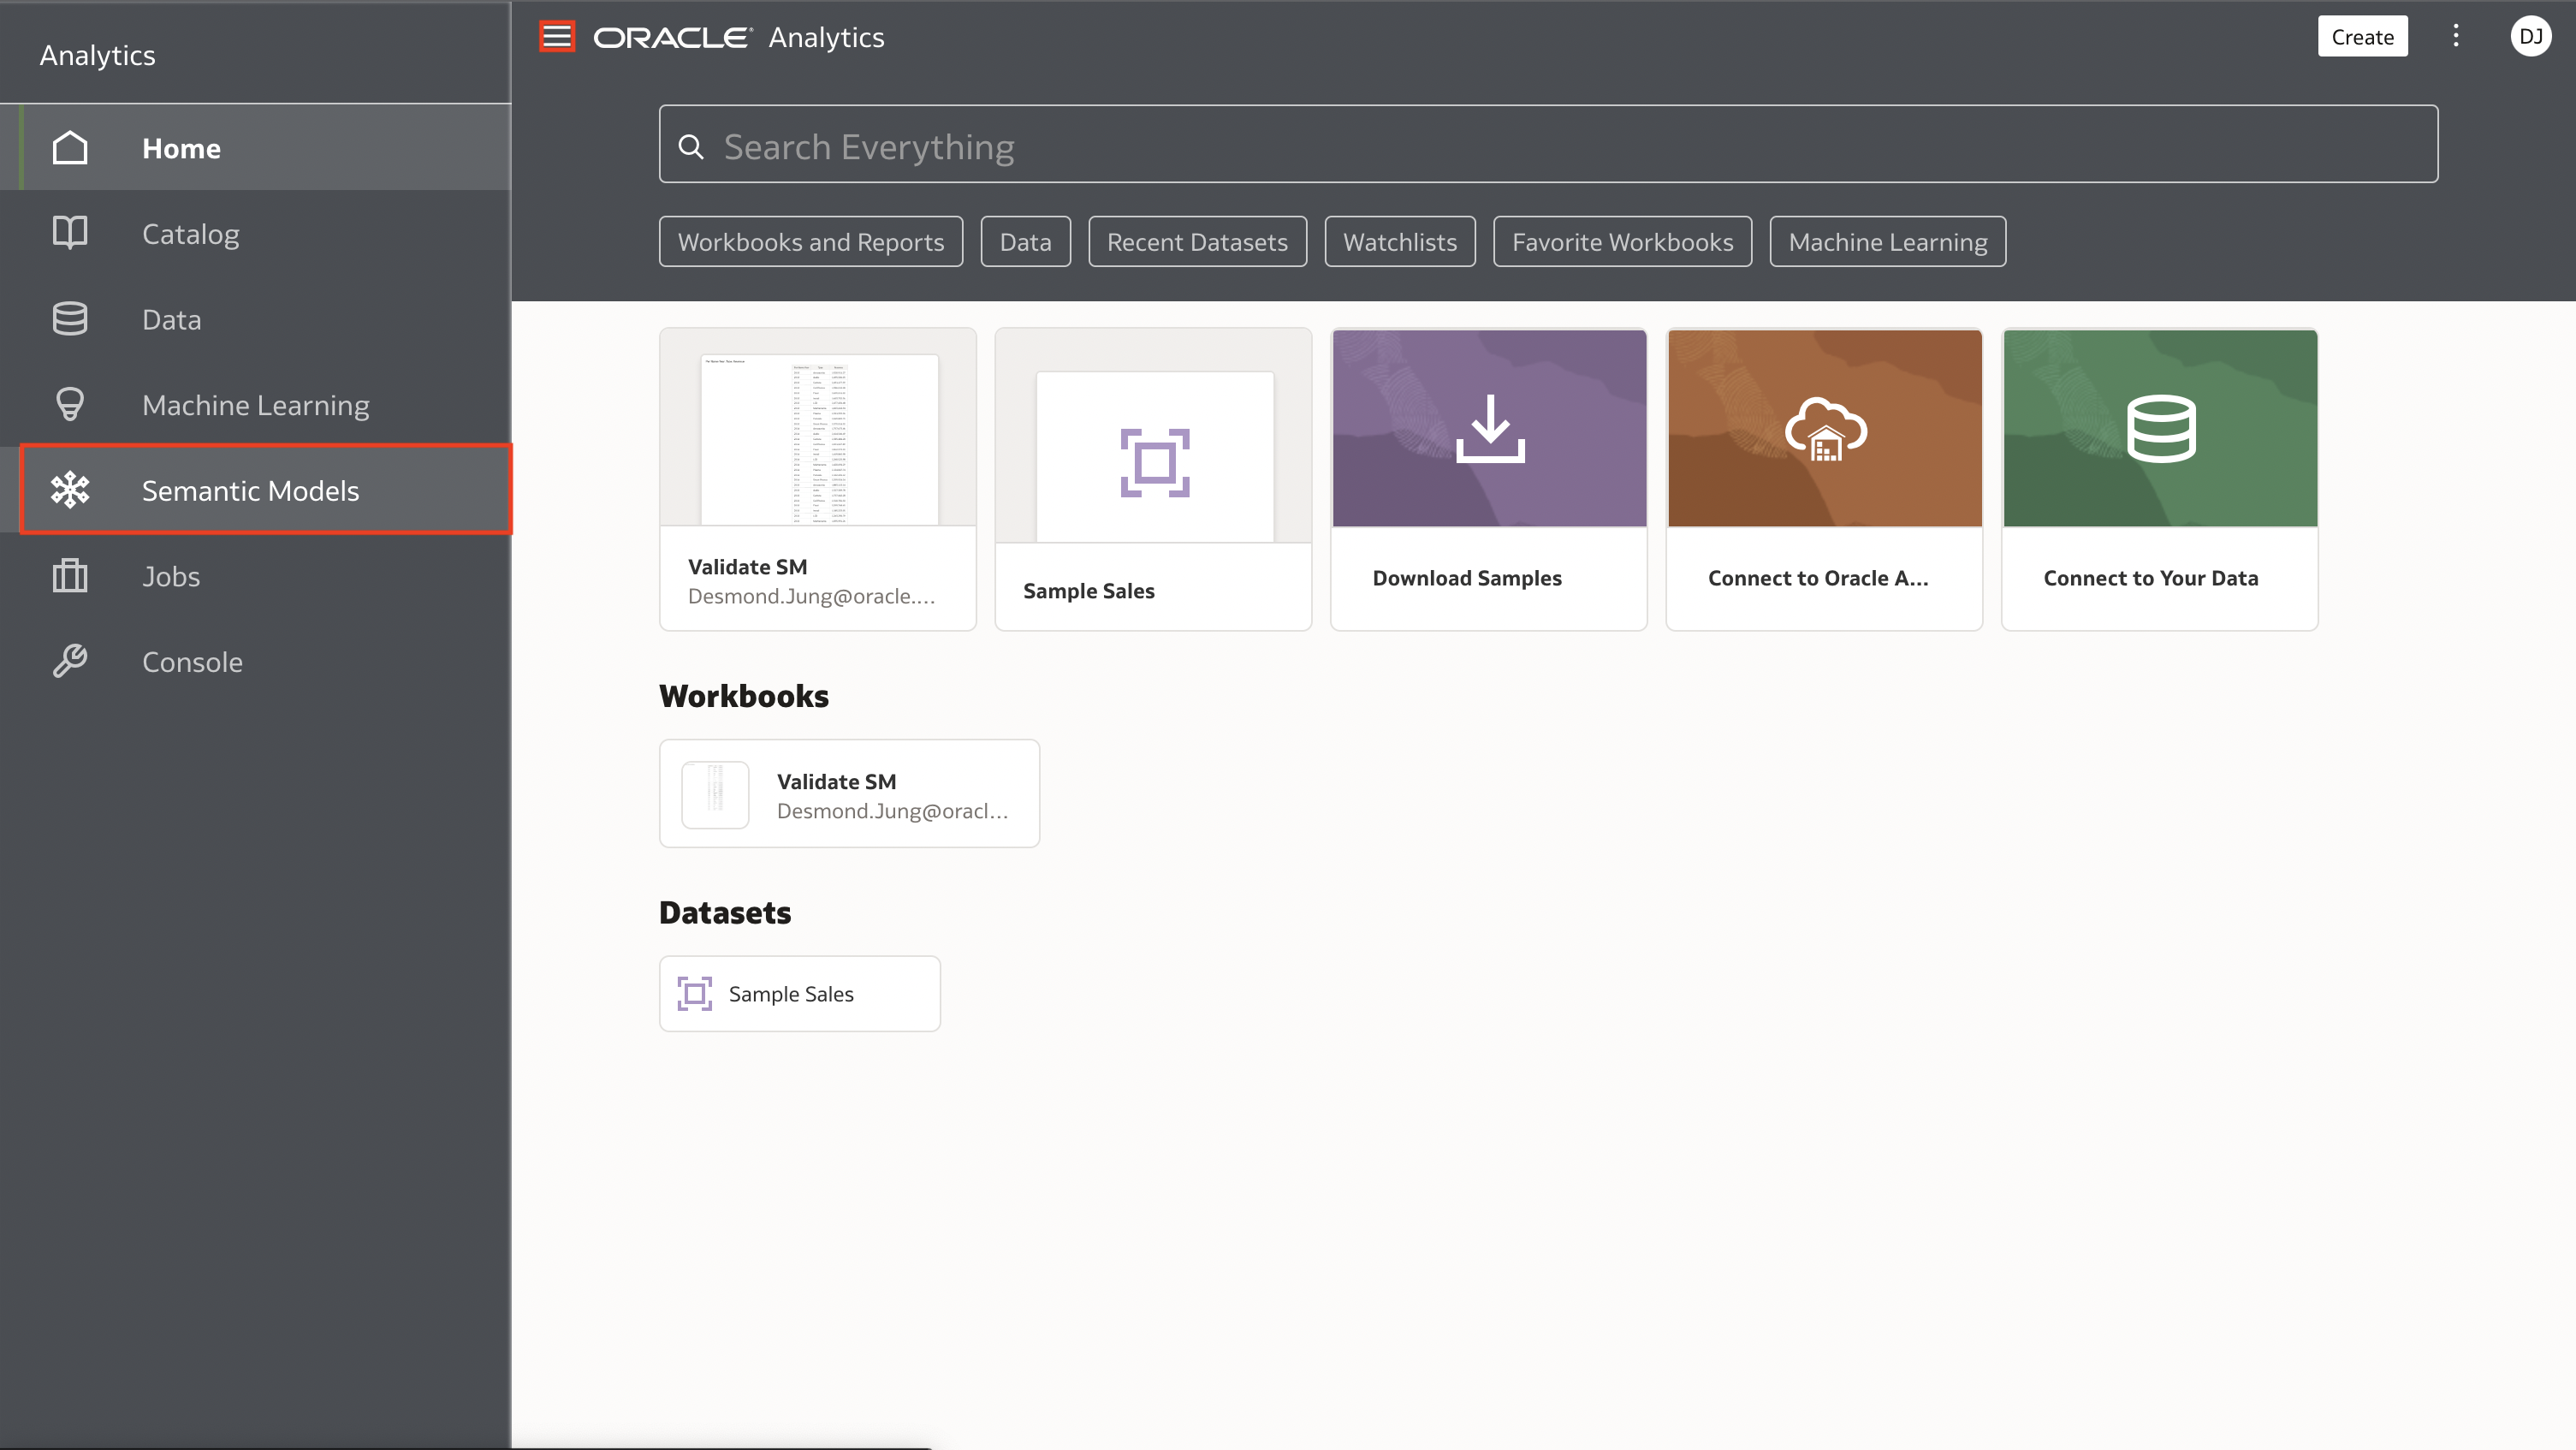 Analytics
Home
Catalog
Data
Machine Learning
Semantic Models
Jobs
Console
ORACLE Analytics
Create
DJ
Search Everything
Workbooks and Reports
Data
Recent Datasets
Watchlists
Favorite Workbooks
Machine Learning
Validate SM
Desmond.Jung@oracle....
Sample Sales
Download Samples
Connect to Oracle A...
Connect to Your Data
Workbooks
Validate SM
Desmond.Jung@oracl...
Datasets
Sample Sales